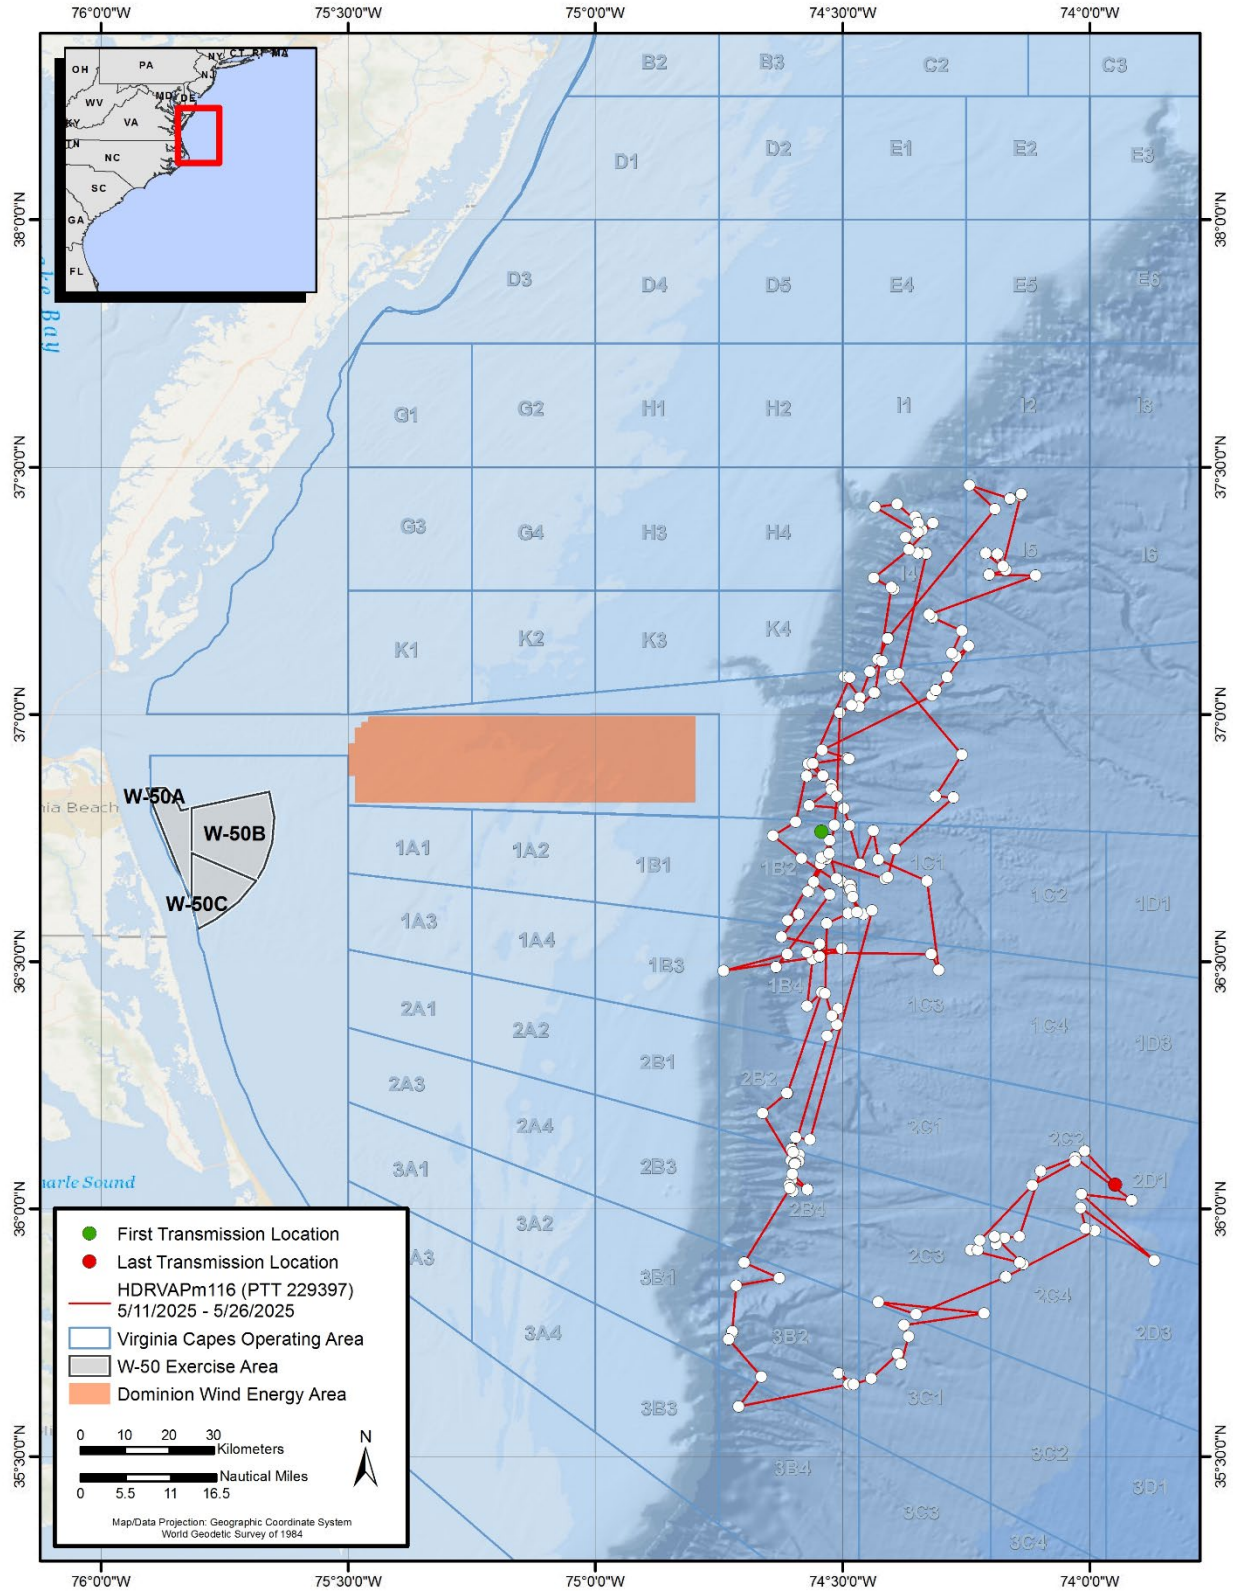 76°0'0"W
75°30'0"W
75°0'0"W
74°30'0"W
74°0'0"W
OH
PA
NY
CT
RI
MA
NJ
MD
DE
WV
VA
KY
TN
NC
SC
GA
FL
B2
B3
C2
C3
D1
D2
E1
E2
E3
38°0'0"N
38°0'0"N
D3
D4
D5
E4
E5
E6
ake Bay
G1
G2
H1
H2
I1
I2
I3
37°30'0"N
37°30'0"N
G3
G4
H3
H4
I4
I5
I6
K1
K2
K3
K4
37°0'0"N
37°0'0"N
nia Beach
W-50A
W-50B
W-50C
1A1
1A2
1B1
1B2
1C1
1C2
1D1
1A3
1A4
1B3
1B4
1C3
1C4
1D3
36°30'0"N
36°30'0"N
2A1
2A2
2B1
2B2
2C1
2C2
2D1
2A3
2A4
2B3
2B4
2C3
2C4
2D3
36°0'0"N
36°0'0"N
arle Sound
3A1
3A2
3B1
3B2
3C1
3C2
3D1
A3
3A4
3B3
3B4
3C3
3C4
35°30'0"N
35°30'0"N
First Transmission Location
Last Transmission Location
HDRVAPm116 (PTT 229397)
5/11/2025 - 5/26/2025
Virginia Capes Operating Area
W-50 Exercise Area
Dominion Wind Energy Area
0 10 20 30
Kilometers
Nautical Miles
0 5.5 11 16.5
N
Map/Data Projection: Geographic Coordinate System
World Geodetic Survey of 1984
76°0'0"W
75°30'0"W
75°0'0"W
74°30'0"W
74°0'0"W